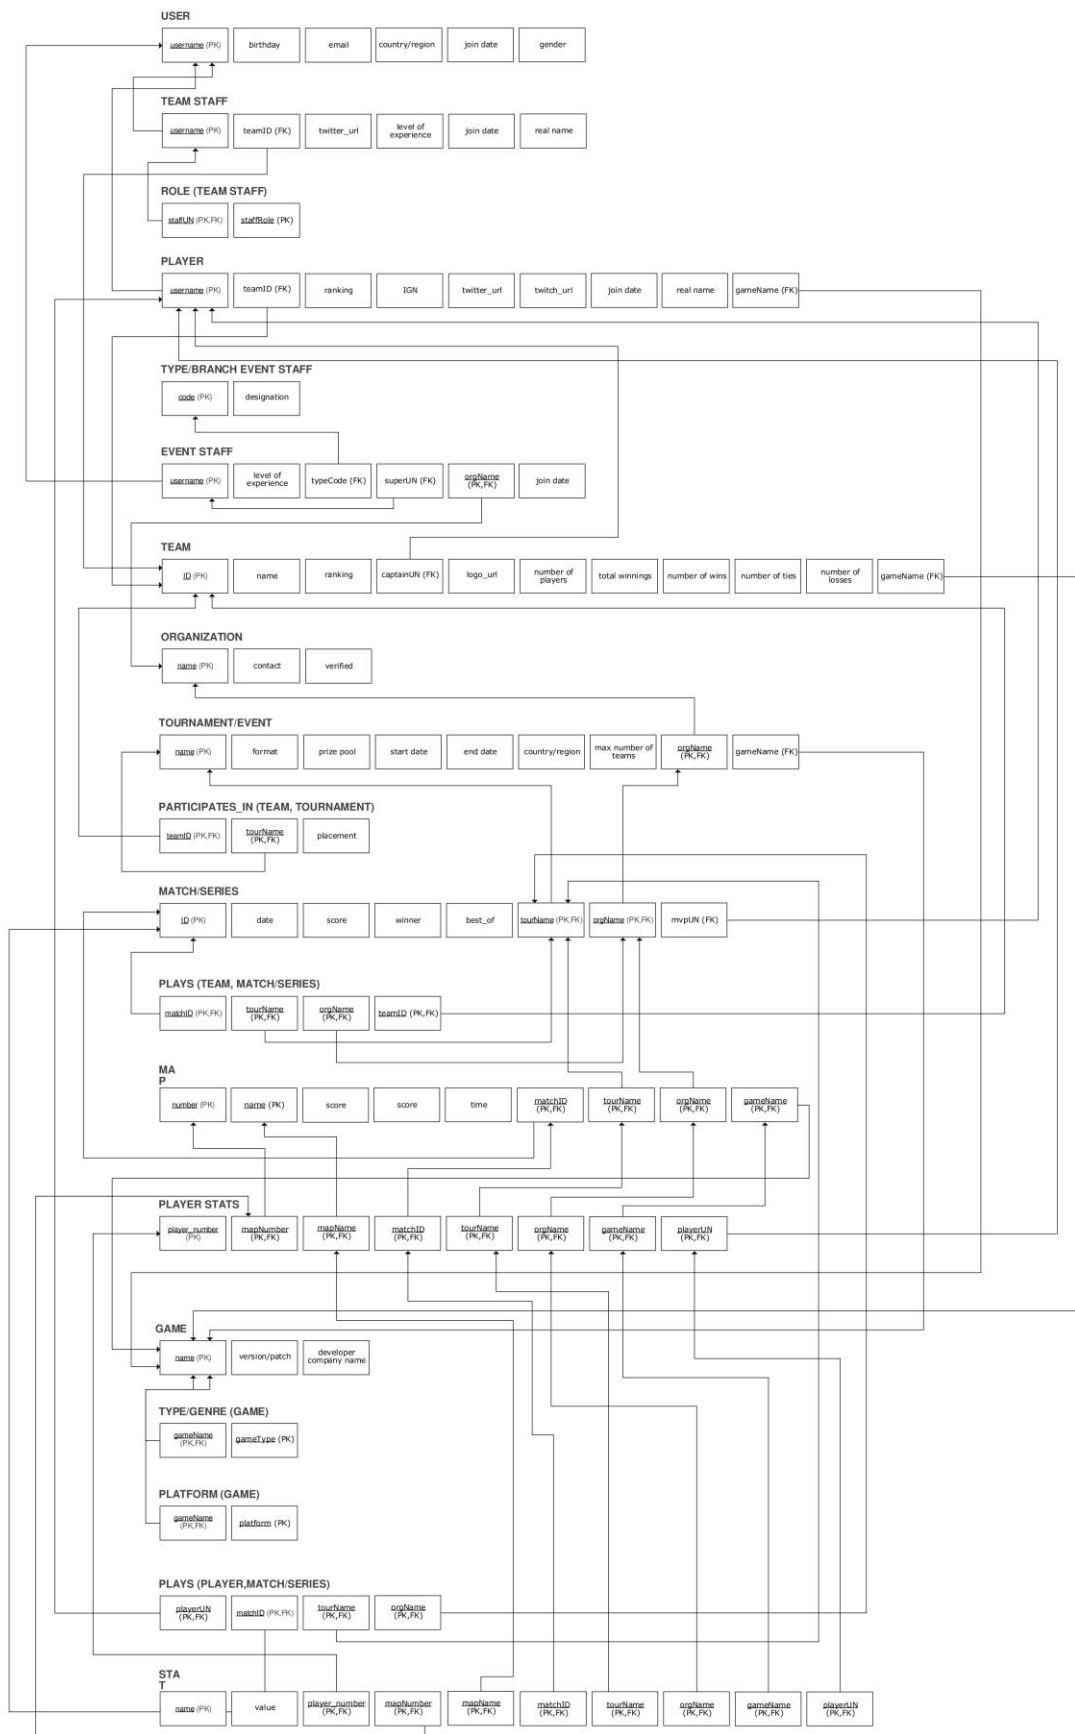 USER
username (PK) birthday email country/region join date gender
TEAM STAFF
username (PK) teamID (FK) twitter_url level of experience join date real name
ROLE (TEAM STAFF)
staffUN (PK,FK) staffRole (PK)
PLAYER
username (PK) teamID (FK) ranking IGN twitter_url twitch_url join date real name gameName (FK)
TYPE/BRANCH EVENT STAFF
code (PK) designation
EVENT STAFF
username (PK) level of experience typeCode (FK) superUN (FK) orgName (PK,FK) join date
TEAM
ID (PK) name ranking captainUN (FK) logo_url number of players total winnings number of wins number of ties number of losses gameName (FK)
ORGANIZATION
name (PK) contact verified
TOURNAMENT/EVENT
name (PK) format prize pool start date end date country/region max number of teams orgName (PK,FK) gameName (FK)
PARTICIPATES_IN (TEAM, TOURNAMENT)
teamID (PK,FK) tourName (PK,FK) placement
MATCH/SERIES
ID (PK) date score winner best_of tourName (PK,FK) orgName (PK,FK) mvpUN (FK)
PLAYS (TEAM, MATCH/SERIES)
matchID (PK,FK) tourName (PK,FK) orgName (PK,FK) teamID (PK,FK)
MA
P
number (PK) name (PK) score score time matchID (PK,FK) tourName (PK,FK) orgName (PK,FK) gameName (PK,FK)
PLAYER STATS
player_number (PK) mapNumber (PK,FK) mapName (PK,FK) matchID (PK,FK) tourName (PK,FK) orgName (PK,FK) gameName (PK,FK) playerUN (PK,FK)
GAME
name (PK) version/patch developer company name
TYPE/GENRE (GAME)
gameName (PK,FK) gameType (PK)
PLATFORM (GAME)
gameName (PK,FK) platform (PK)
PLAYS (PLAYER,MATCH/SERIES)
playerUN (PK,FK) matchID (PK,FK) tourName (PK,FK) orgName (PK,FK)
STA
T
name (PK) value player_number (PK,FK) mapNumber (PK,FK) mapName (PK,FK) matchID (PK,FK) tourName (PK,FK) orgName (PK,FK) gameName (PK,FK) playerUN (PK,FK)